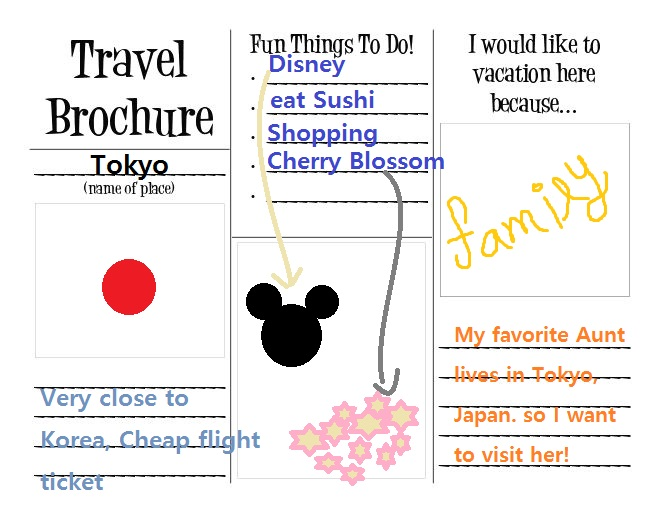 Travel
Brochure
Tokyo
(name of place)
Very close to
Korea, Cheap flight
ticket
Fun Things To Do!
Disney
eat Sushi
Shopping
Cherry Blossom
I would like to
vacation here
because...
family
My favorite Aunt
lives in Tokyo,
Japan. so I want
to visit her!